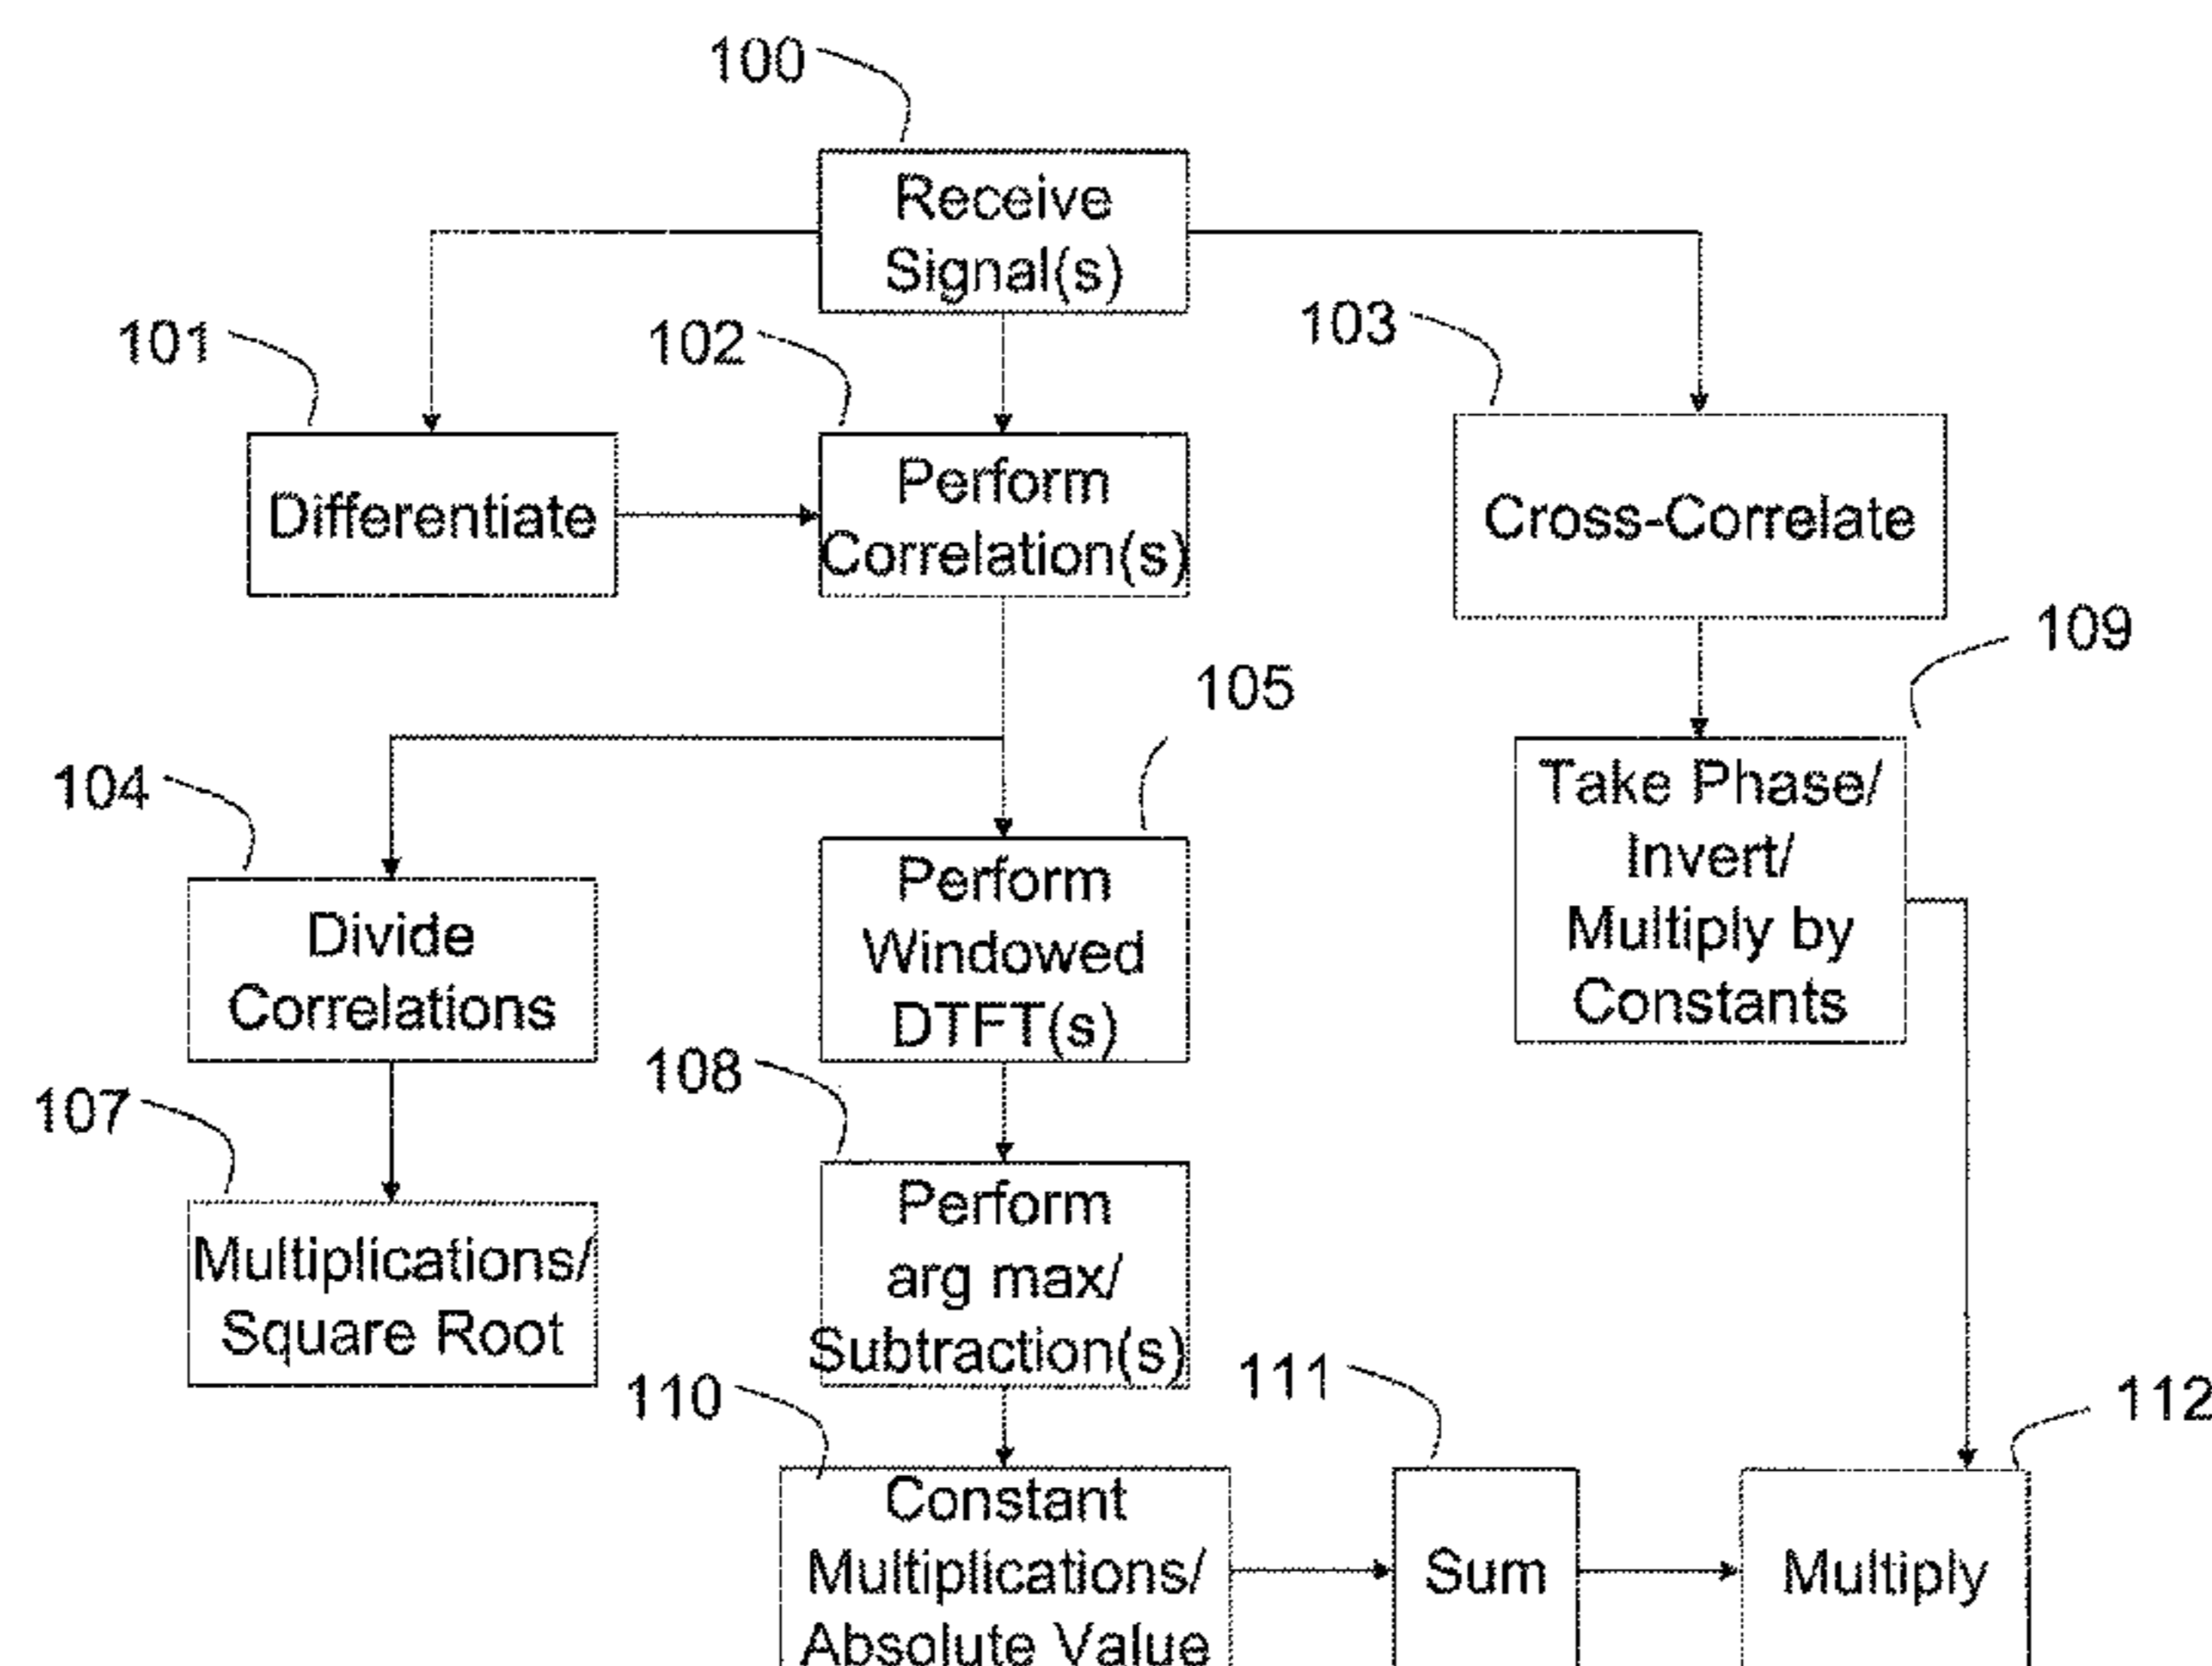 100
Receive
Signal(s)
101
102
103
Differentiate
Perform
Correlation(s)
Cross-Correlate
109
105
104
Take Phase/
Invert/
Multiply by
Constants
Divide
Correlations
Perform
Windowed
DTFT(s)
108
107
Multiplications/
Square Root
Perform
arg max/
Subtraction(s)
110
111
112
Constant
Multiplications/
Absolute Value
Sum
Multiply